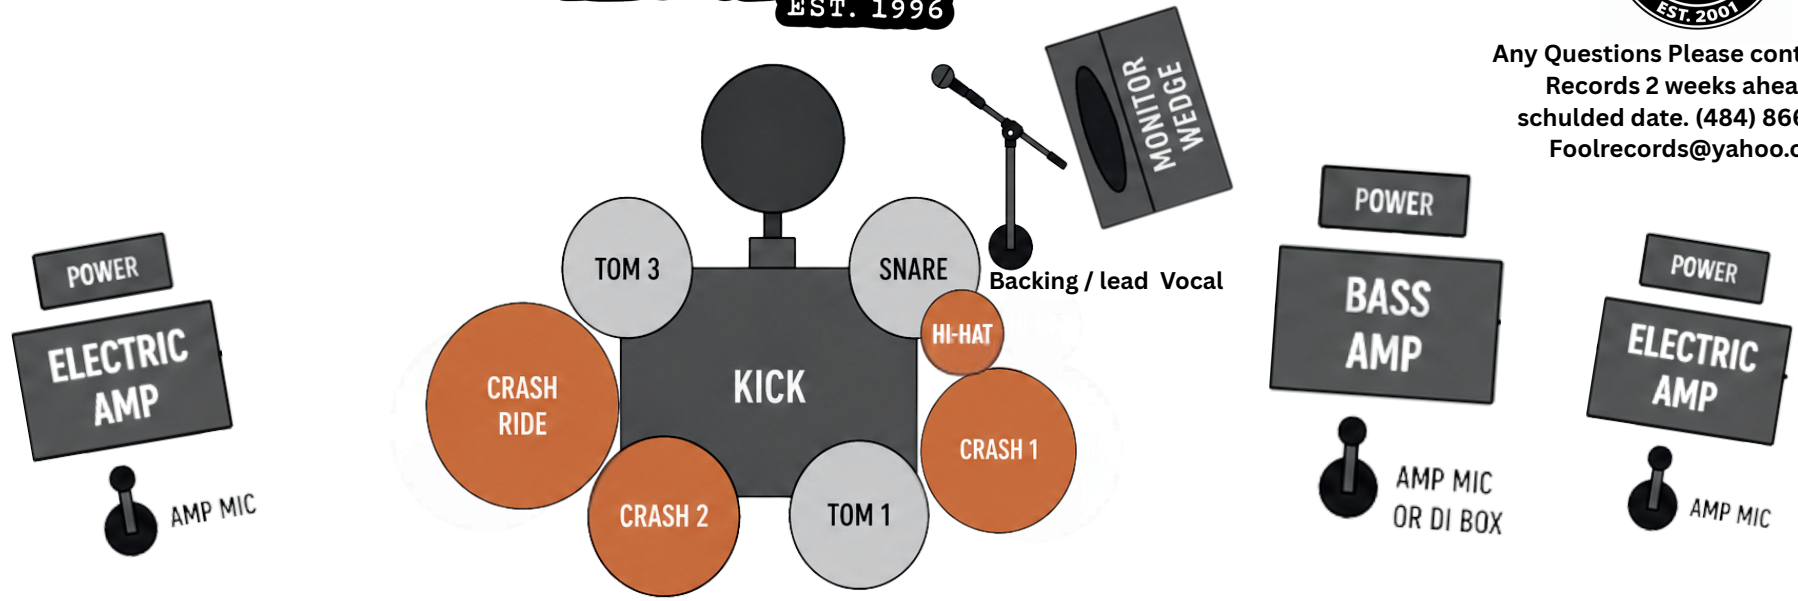 EST. 1996
EST. 2001
Any Questions Please cont
Records 2 weeks ahea
schulded date. (484) 866
Foolrecords@yahoo.c
MONITOR
WEDGE
POWER
POWER
POWER
TOM 3
SNARE
Backing / lead Vocal
HI-HAT
ELECTRIC
AMP
CRASH
RIDE
KICK
BASS
AMP
ELECTRIC
AMP
CRASH 1
CRASH 2
TOM 1
AMP MIC
AMP MIC
OR DI BOX
AMP MIC